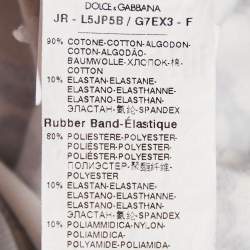 DOLCE & GABBANA
JR - L5JP5B / G7EX3 - F
90% COTONE-COTTON-ALGODON-
COTON-ALGODÃO-
BAUMWOLLE-ХЛОПОК-棉-
COTTON
10% ELASTAN-ELASTANE-
ELASTANO-ELASTHANNE-
ELASTANO-ELASTHAN-
ЭЛАСТАН-氨纶-SPANDEX
Rubber Band-Élastique
80% POLIESTERE-POLYESTER-
POLIÉSTER-POLYESTER-
POLIÉSTER-POLYESTER-
ПОЛИЭСТЕР-聚酯纤维-
POLYESTER
10% ELASTAN-ELASTANE-
ELASTANO-ELASTHANNE-
ELASTANO-ELASTHAN-
ЭЛАСТАН-氨纶-SPANDEX
10% POLIAMMIDICA-NYLON-
POLIAMIDICA-
POLYAMIDE-POLIAMIDA-